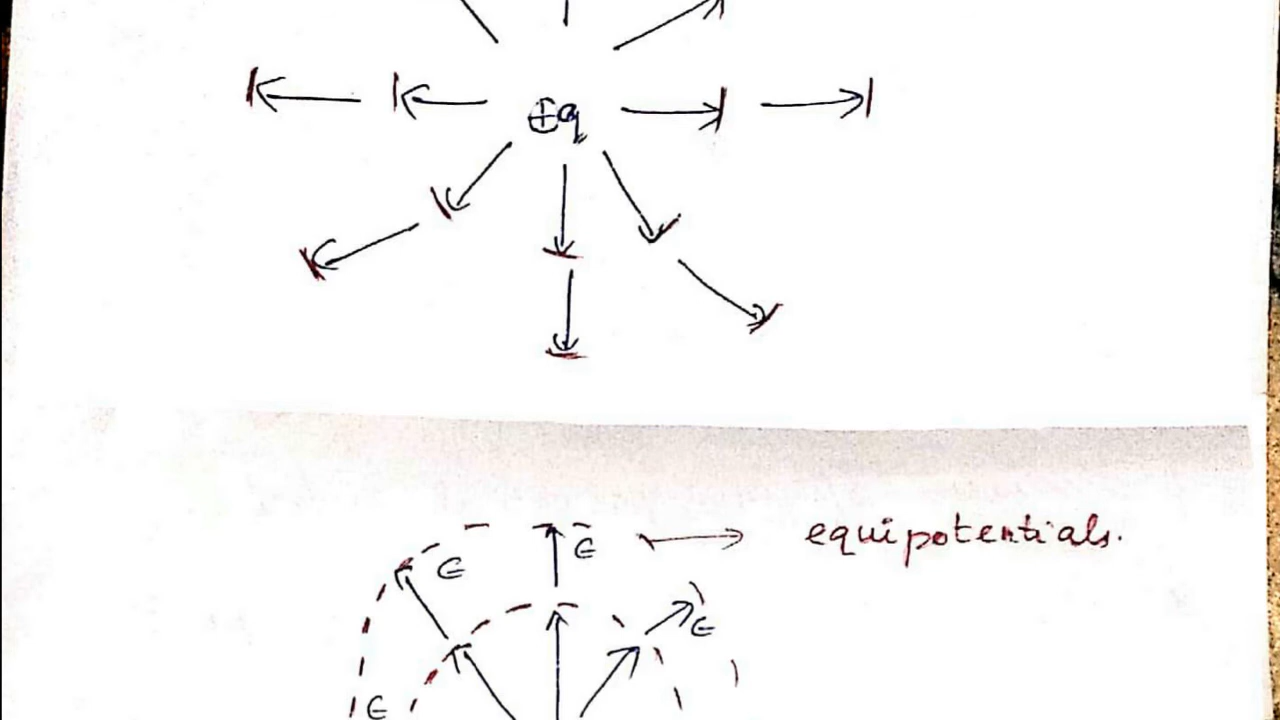 ⊕q
ϵ ϵ → equipotentials.
ϵ
ϵ